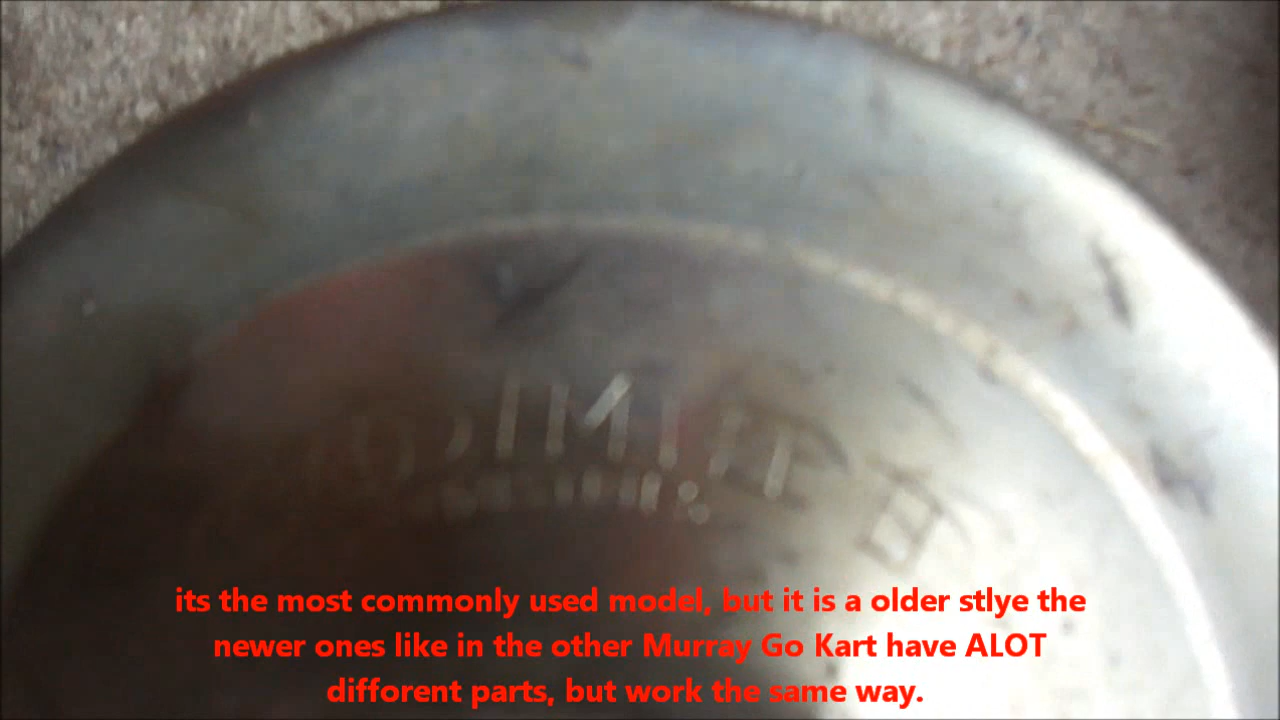 its the most commonly used model, but it is a older stlye the
newer ones like in the other Murray Go Kart have ALOT
different parts, but work the same way.